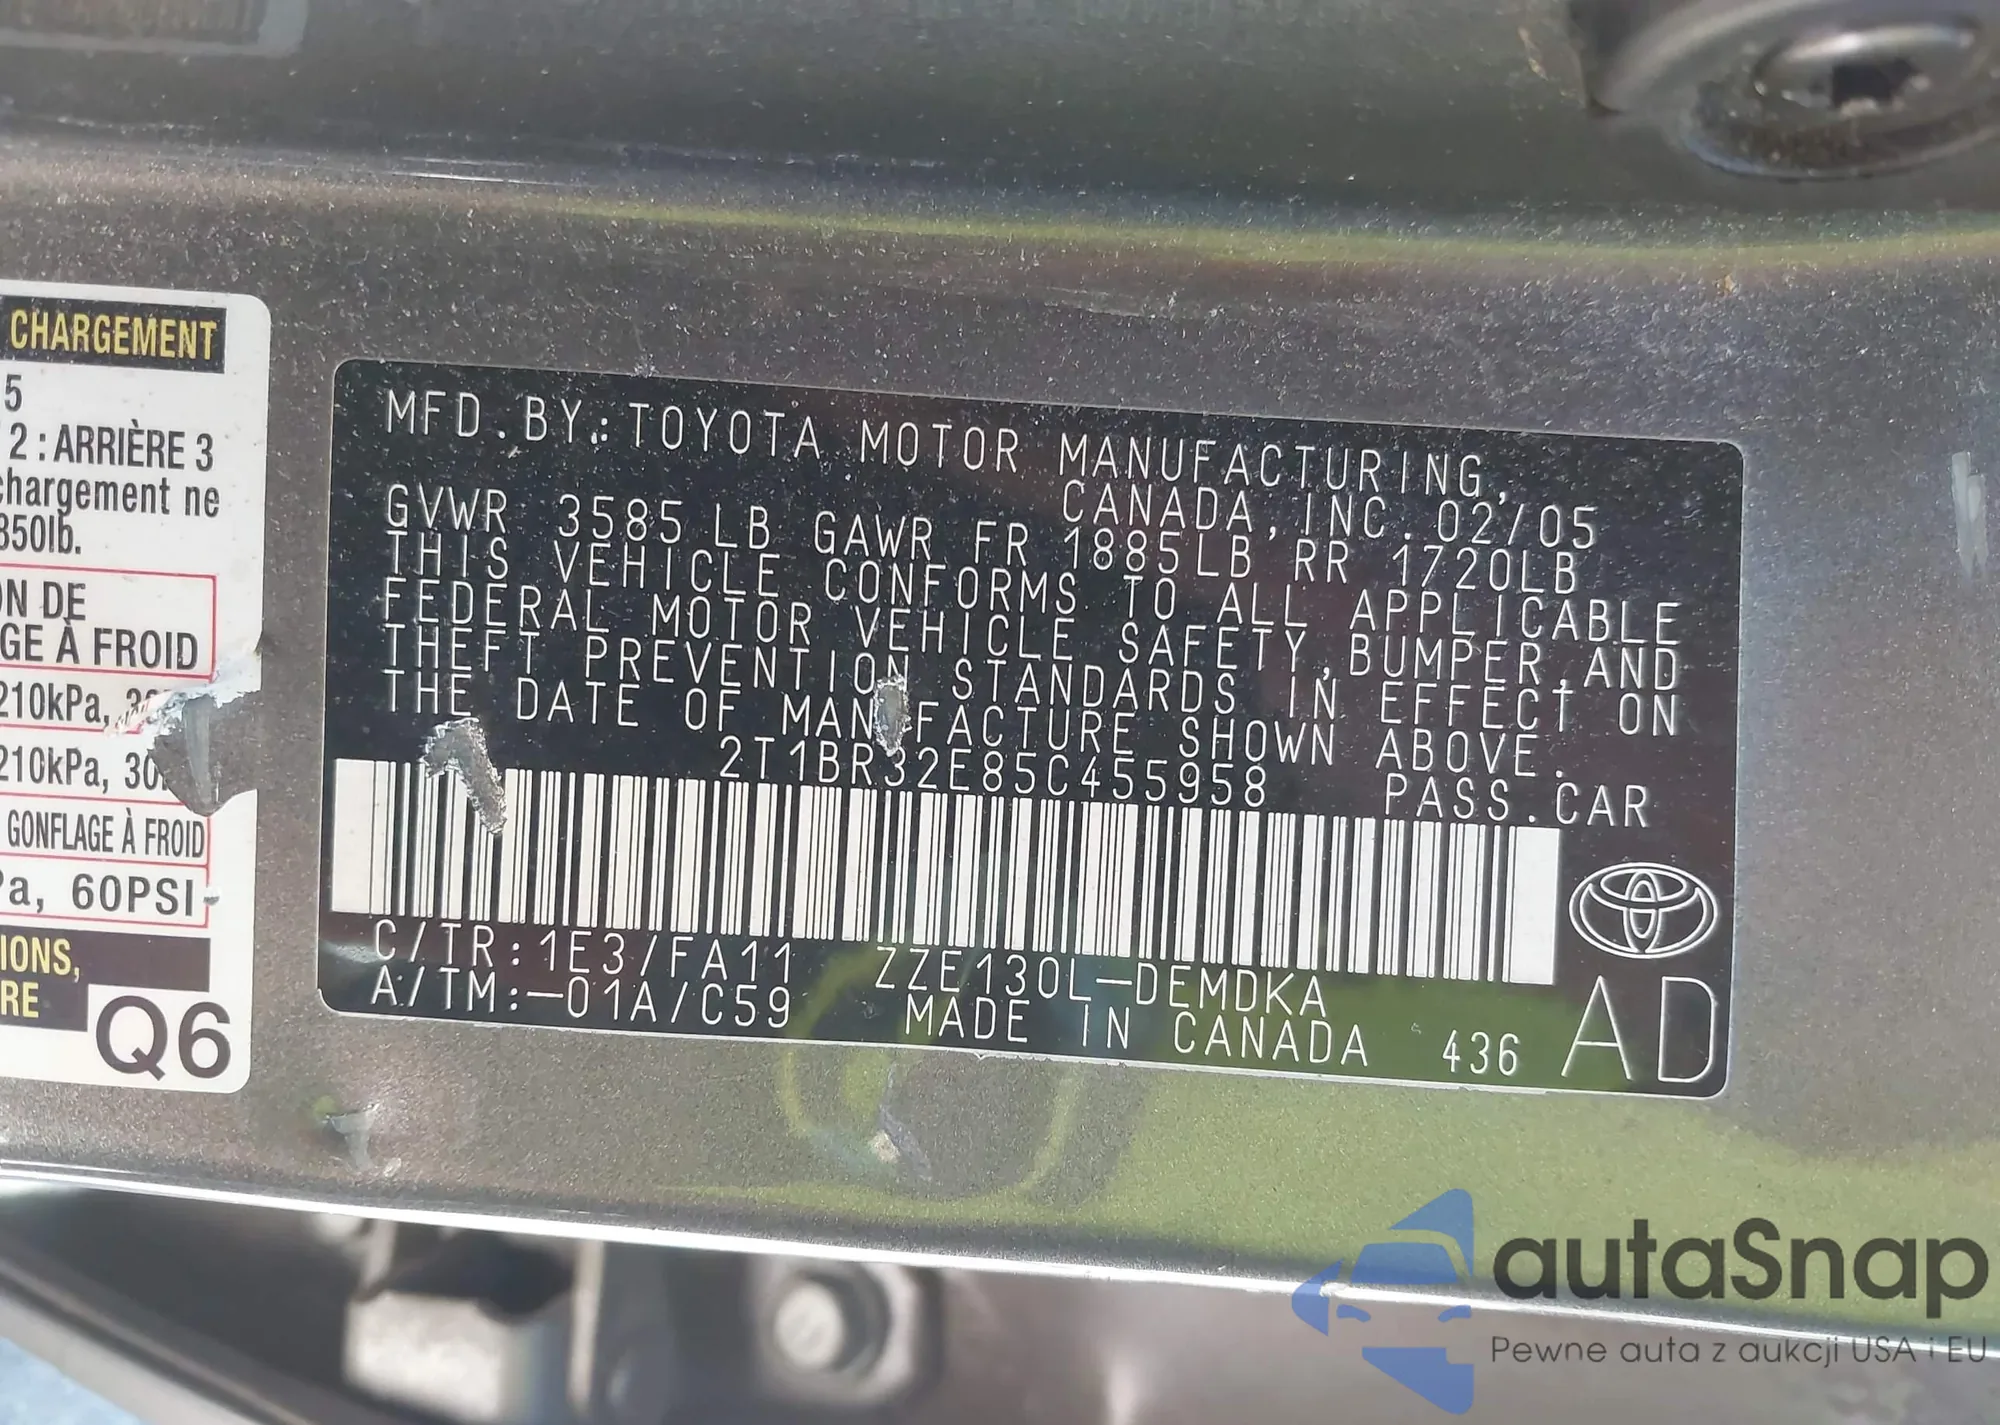 CHARGEMENT
5
2 : ARRIÈRE 3
chargement ne
850lb.
ON DE
GE À FROID
210kPa,
210kPa, 30
GONFLAGE À FROID
Pa, 60PSI
IONS,
RE
Q6
MFD. BY: TOYOTA MOTOR MANUFACTURING,
CANADA, INC. 02/05
GVWR 3585 LB GAWR FR 1885LB RR 1720LB
THIS VEHICLE CONFORMS TO ALL APPLICABLE
FEDERAL MOTOR VEHICLE SAFETY, BUMPER, AND
THEFT PREVENTION STANDARDS IN EFFECT ON
THE DATE OF MANUFACTURE SHOWN ABOVE.
2T1BR32E85C455958 PASS. CAR
C/TR: 1E3/FA11 ZZE130L-DEMDKA
A/TM:-01A/C59 MADE IN CANADA 436 AD
autaSnap
Pewne auta z aukcji USA i EU